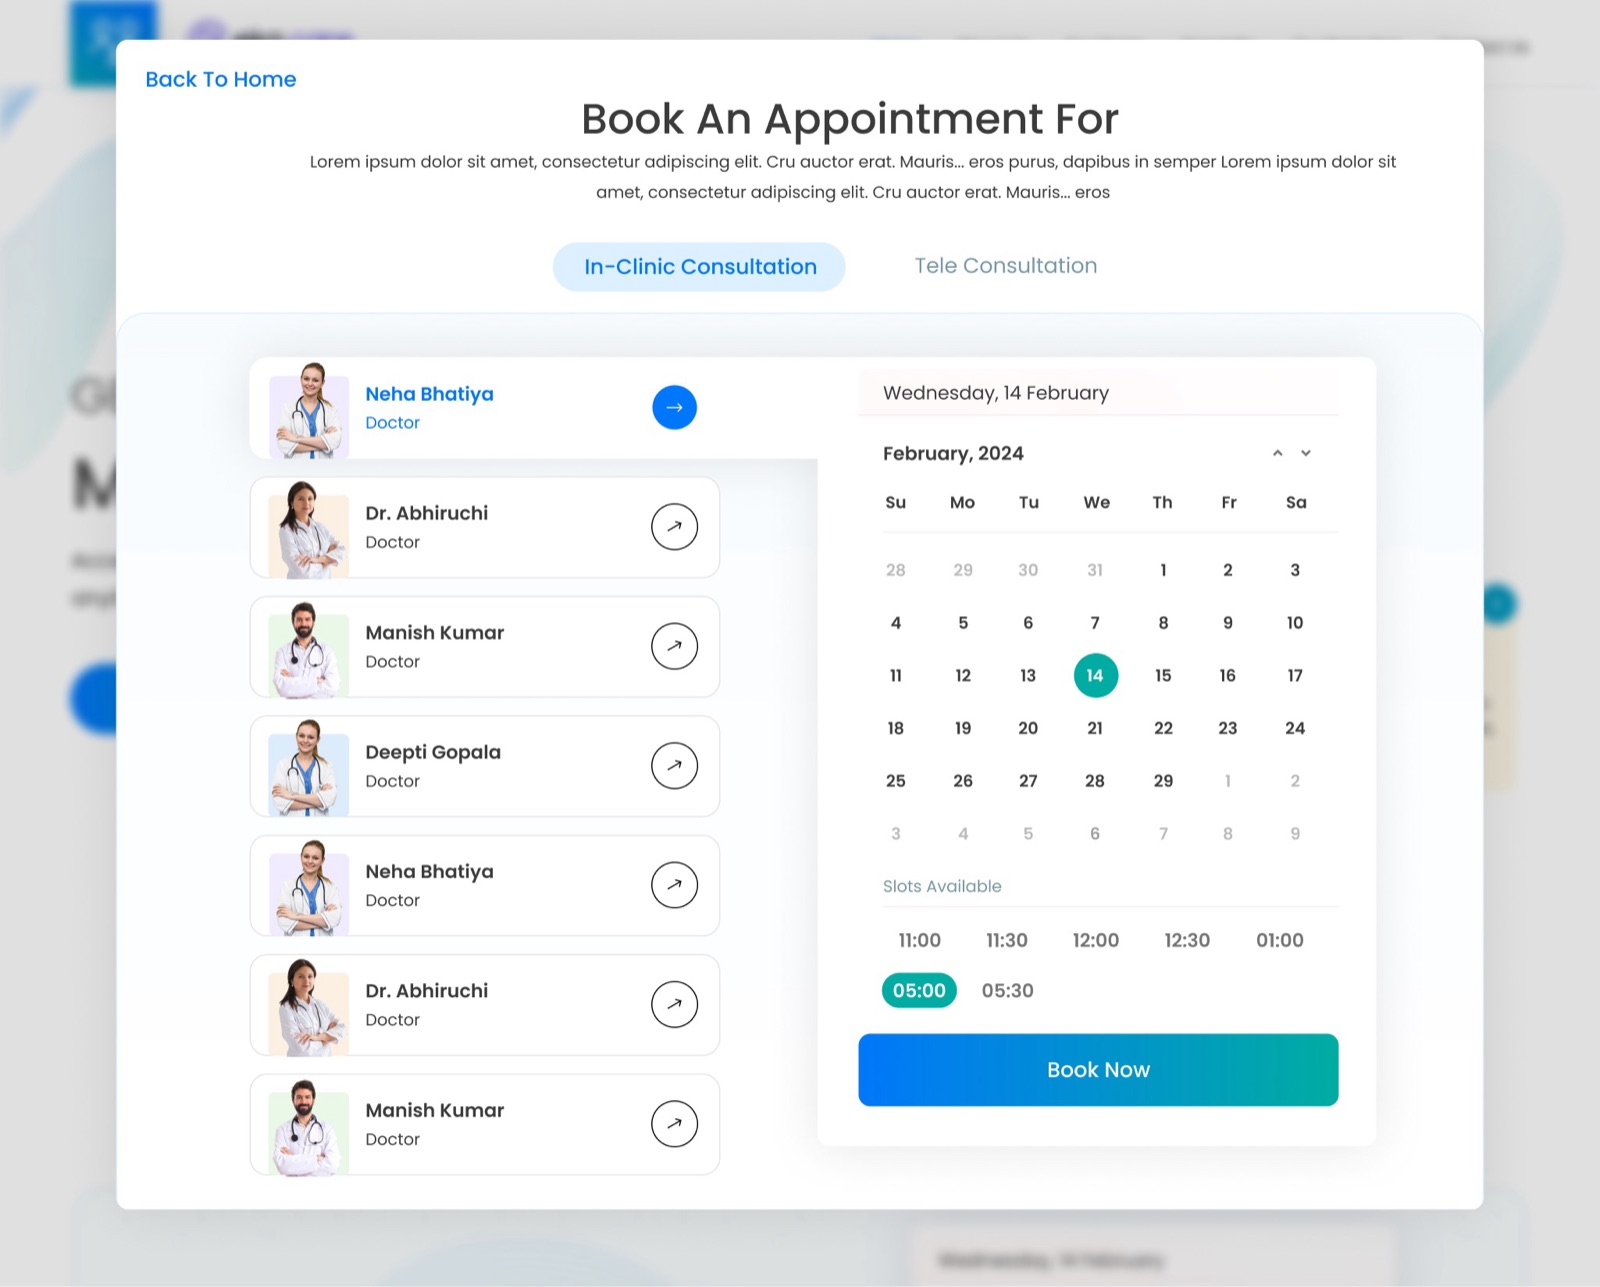 Back To Home
Book An Appointment For
Lorem ipsum dolor sit amet, consectetur adipiscing elit. Cru auctor erat. Mauris... eros purus, dapibus in semper Lorem ipsum dolor sit
amet, consectetur adipiscing elit. Cru auctor erat. Mauris... eros
In-Clinic Consultation Tele Consultation
Neha Bhatiya
Doctor
Dr. Abhiruchi
Doctor
Manish Kumar
Doctor
Deepti Gopala
Doctor
Neha Bhatiya
Doctor
Dr. Abhiruchi
Doctor
Manish Kumar
Doctor
Wednesday, 14 February
February, 2024
Su Mo Tu We Th Fr Sa
28 29 30 31 1 2 3
4 5 6 7 8 9 10
11 12 13 14 15 16 17
18 19 20 21 22 23 24
25 26 27 28 29 1 2
3 4 5 6 7 8 9
Slots Available
11:00 11:30 12:00 12:30 01:00
05:00 05:30
Book Now
Wednesday, 14 February